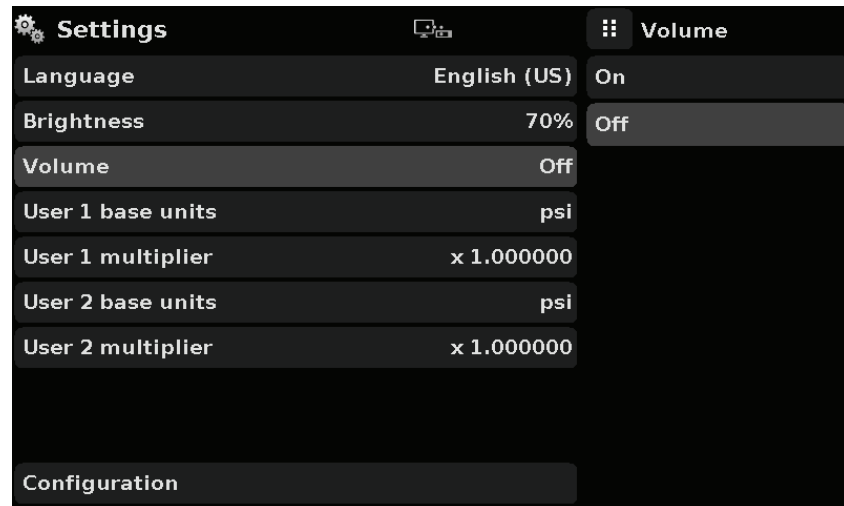 Settings
Language English (US)
Brightness 70%
Volume Off
User 1 base units psi
User 1 multiplier x 1.000000
User 2 base units psi
User 2 multiplier x 1.000000
Configuration
Volume
On
Off